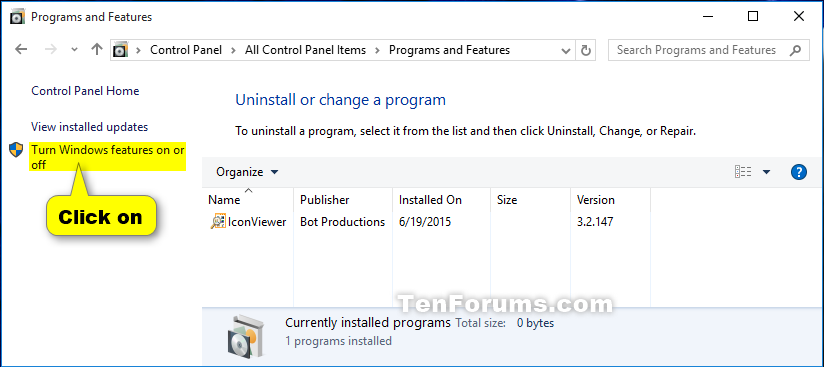 Programs and Features
Control Panel > All Control Panel Items > Programs and Features
Search Programs and Features
Control Panel Home
View installed updates
Turn Windows features on or
off
Click on
Uninstall or change a program
To uninstall a program, select it from the list and then click Uninstall, Change, or Repair.
Organize
Name Publisher Installed On Size Version
IconViewer Bot Productions 6/19/2015 3.2.147
TenForums.com
Currently installed programs Total size: 0 bytes
1 programs installed